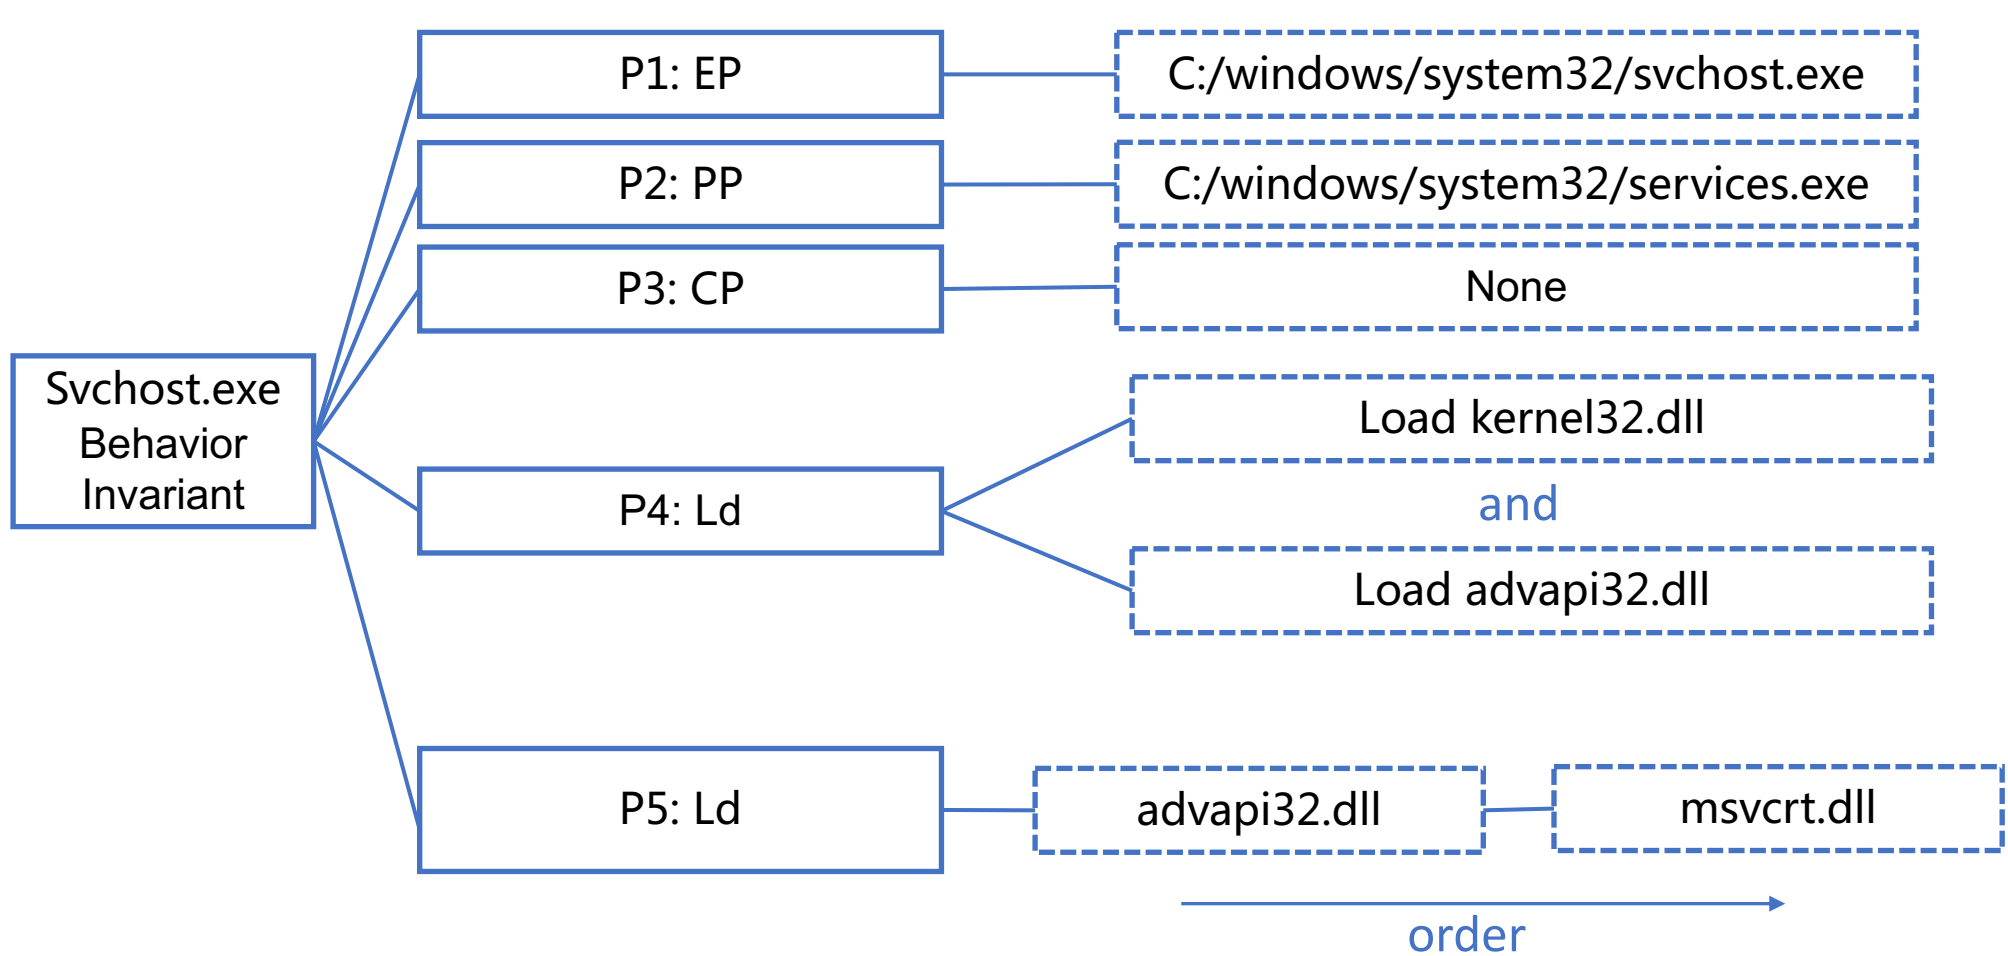 Svchost.exe
Behavior
Invariant
P1: EP
C:/windows/system32/svchost.exe
P2: PP
C:/windows/system32/services.exe
P3: CP
None
P4: Ld
Load kernel32.dll
and
Load advapi32.dll
P5: Ld
advapi32.dll
msvcrt.dll
order